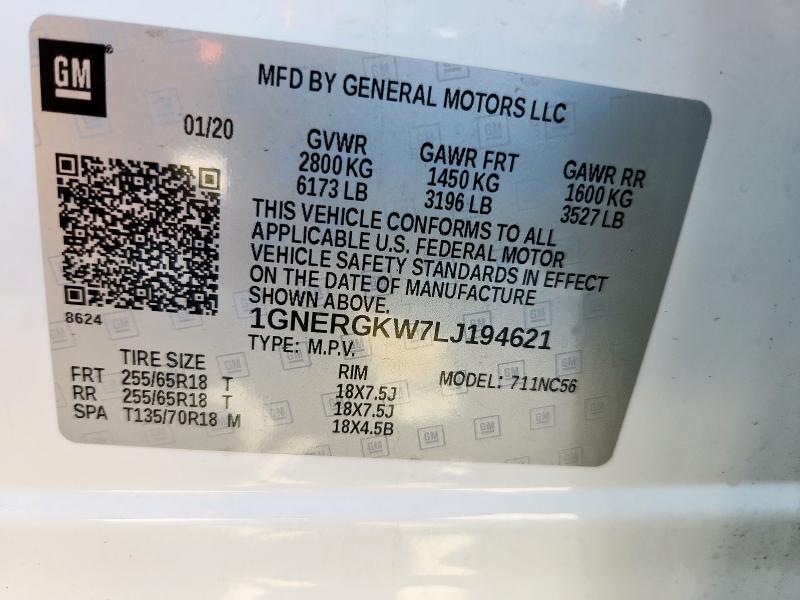 GM
MFD BY GENERAL MOTORS LLC
01/20
GVWR
2800 KG
6173 LB
GAWR FRT
1450 KG
3196 LB
GAWR RR
1600 KG
3527 LB
THIS VEHICLE CONFORMS TO ALL
APPLICABLE U.S. FEDERAL MOTOR
VEHICLE SAFETY STANDARDS IN EFFECT
ON THE DATE OF MANUFACTURE
SHOWN ABOVE.
8624
1GNERGKW7LJ194621
TYPE: M.P.V.
MODEL: 711NC56
TIRE SIZE
RIM
FRT 255/65R18 T 18X7.5J
RR 255/65R18 T 18X7.5J
SPA T135/70R18 M 18X4.5B